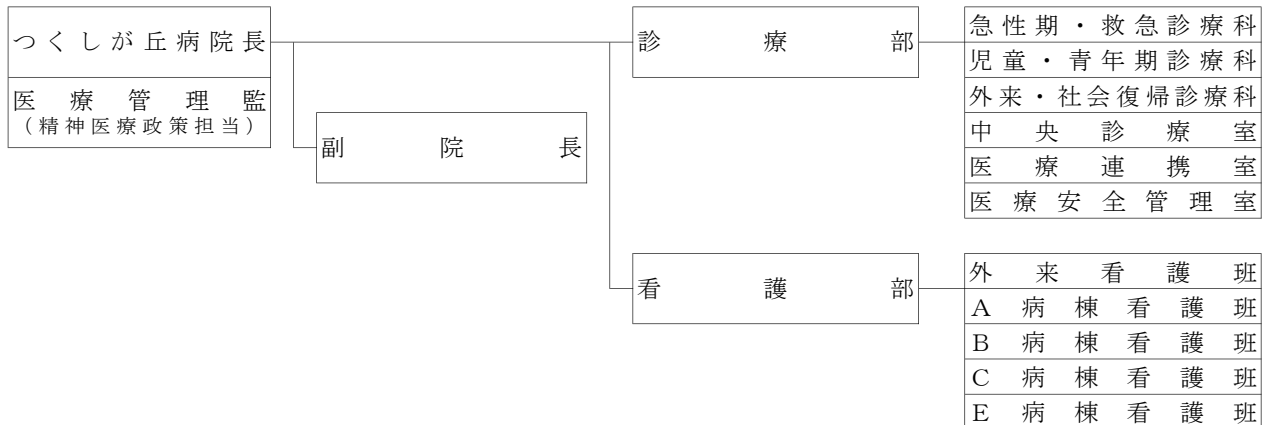 つくしが丘病院長
医療管理監
（精神医療政策担当）
副院長
診療部
急性期・救急診療科
児童・青年期診療科
外来・社会復帰診療科
中央診療室
医療連携室
医療安全管理室
看護部
外来看護班
A病棟看護班
B病棟看護班
C病棟看護班
E病棟看護班